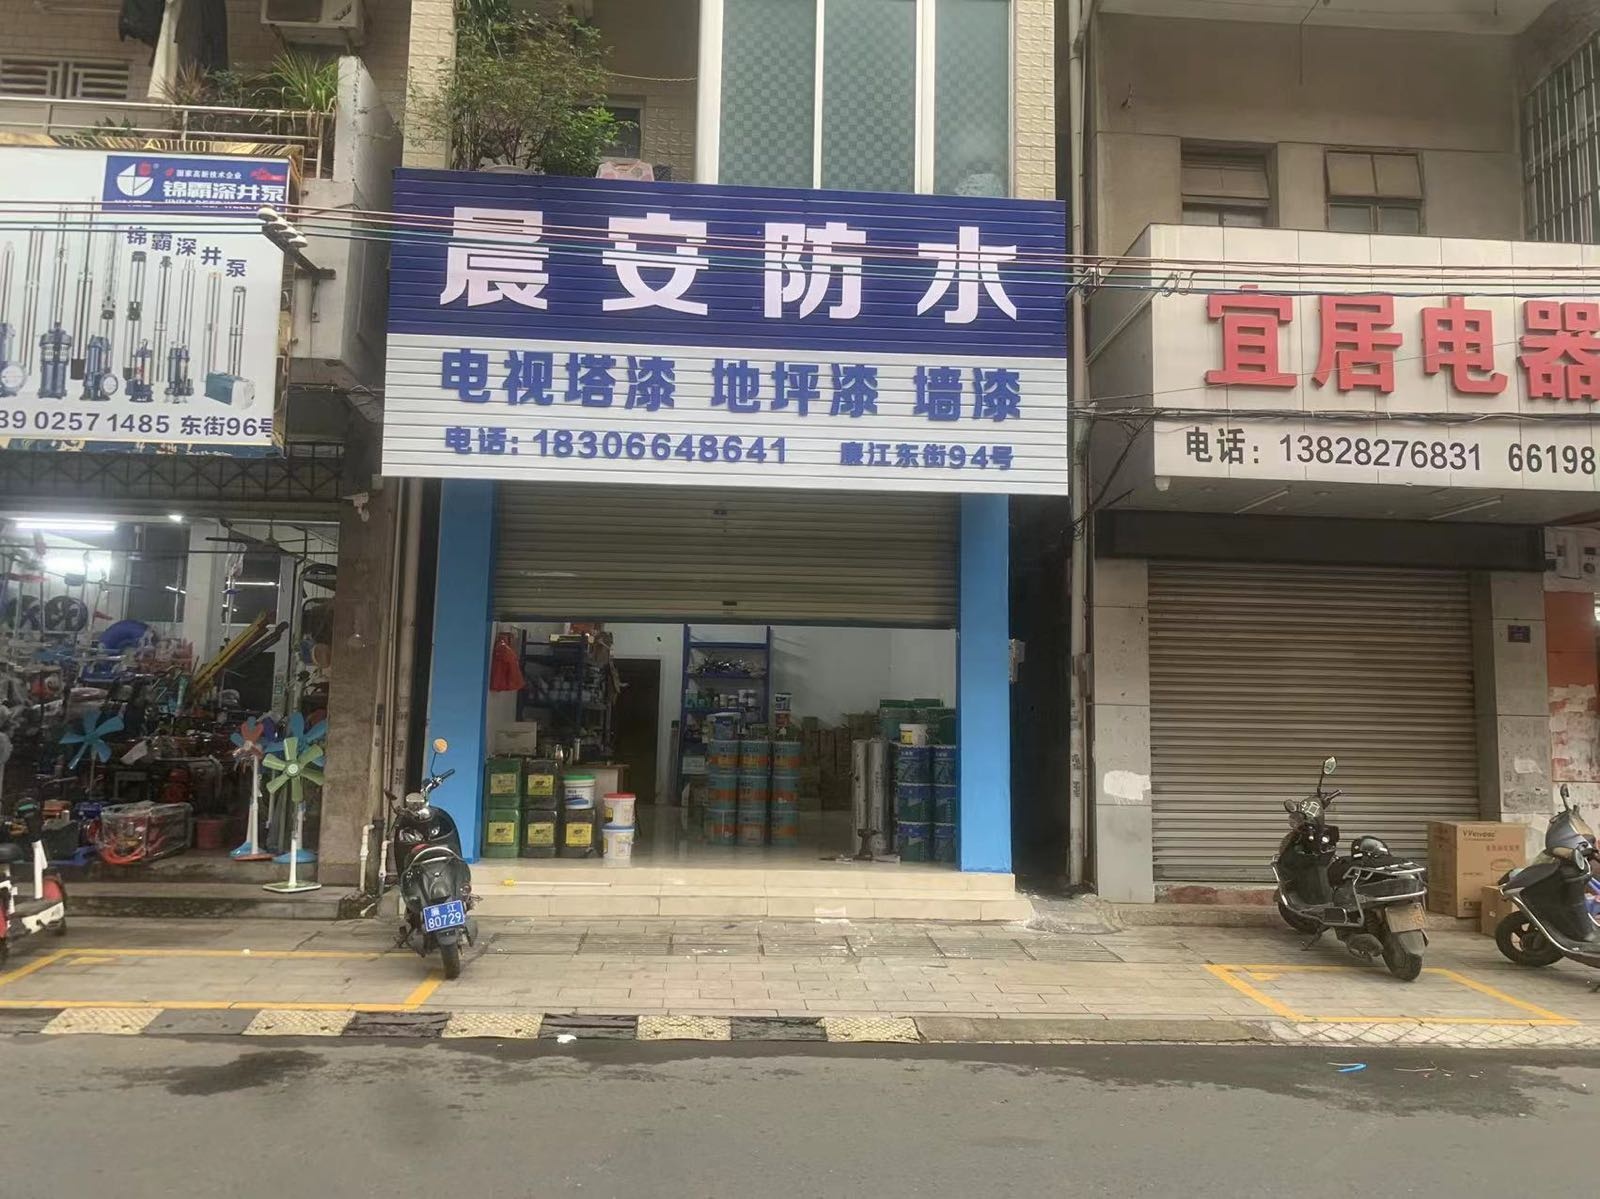 国家高新技术企业
锦霸深井泵
锦霸深井泵
39 0257 1485 东街96号
晨安防水
电视塔漆 地坪漆 墙漆
电话: 18306648641 廉江东街94号
宜居电器
电话: 13828276831 66198
廉江
80729